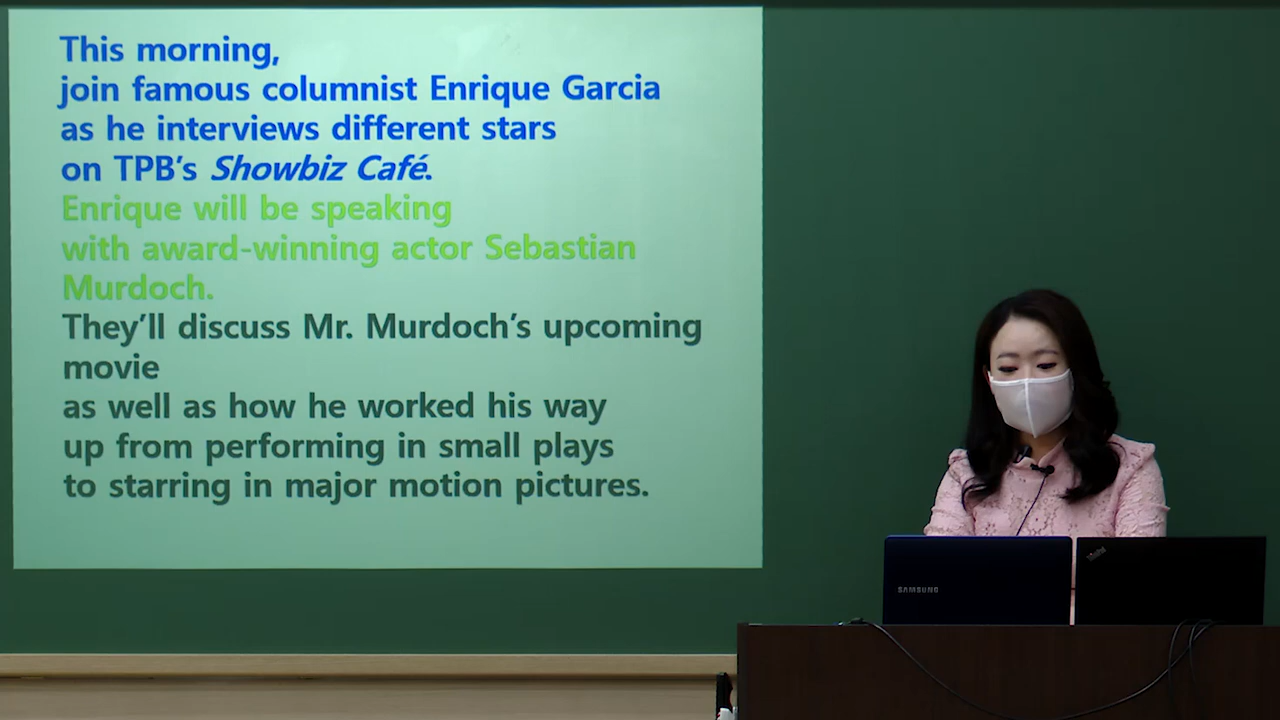 This morning,
join famous columnist Enrique Garcia
as he interviews different stars
on TPB's Showbiz Café.
Enrique will be speaking
with award-winning actor Sebastian
Murdoch.
They'll discuss Mr. Murdoch's upcoming
movie
as well as how he worked his way
up from performing in small plays
to starring in major motion pictures.
SAMSUNG
ThinkPad